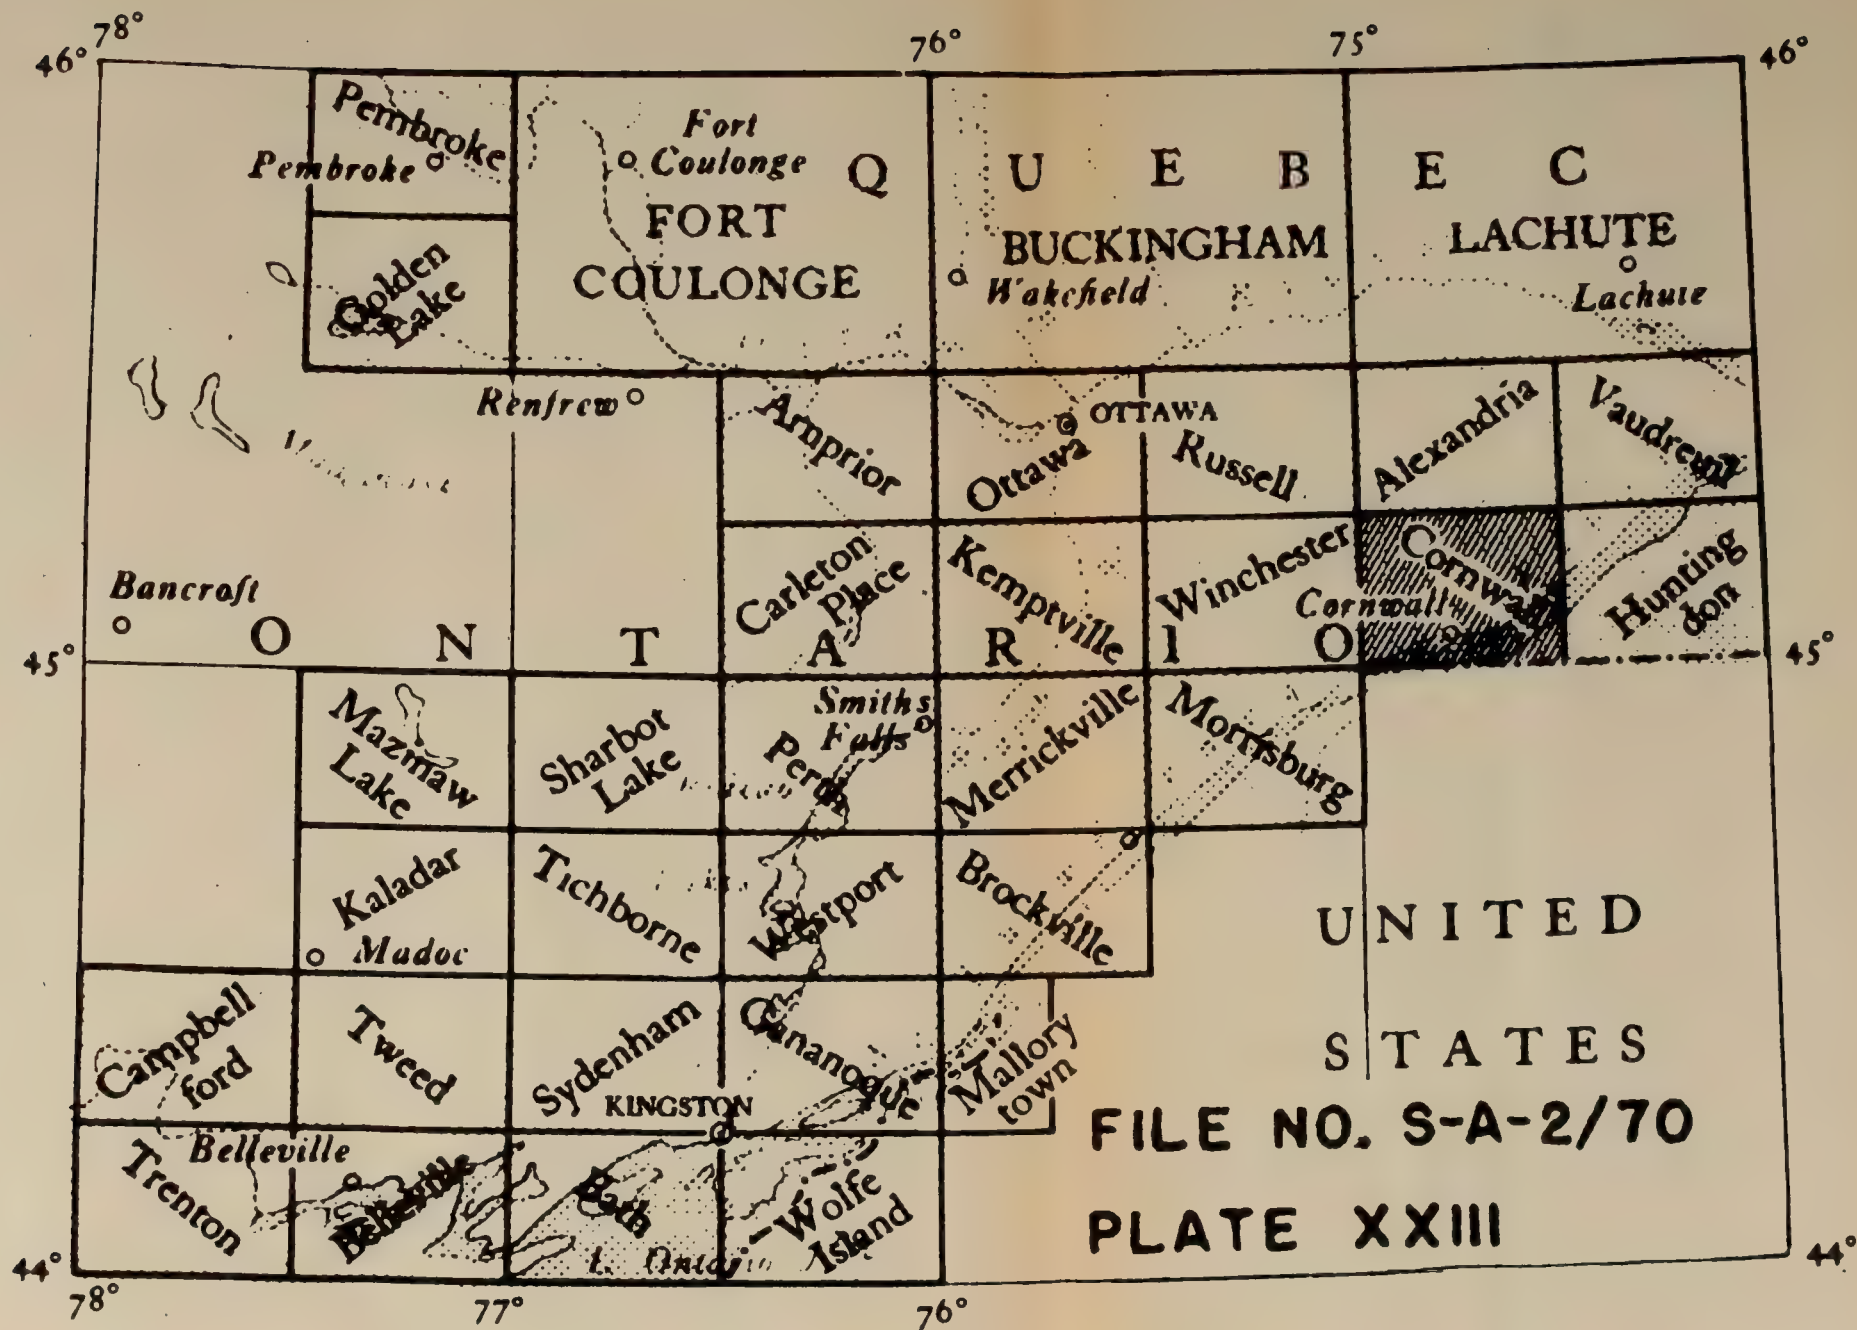 78°
76°
75°
46°
46°
Pembroke
Pembroke
Fort
Coulonge
Q U E B E C
FORT
COULONGE
BUCKINGHAM
LACHUTE
Wakefield
Lachute
Golden
Lake
Renfrew
Arnprior
OTTAWA
Ottawa
Russell
Alexandria
Vaudreuil
Bancroft
Carleton
Place
Kemptville
Winchester
Cornwall
Cornwall
Hunting
don
O N T A R I O
45°
45°
Mazinaw
Lake
Sharbot
Lake
Smiths
Falls
Perth
Merrickville
Morrisburg
Kaladar
Tichborne
Westport
Brockville
Madoc
UNITED
STATES
Campbell
ford
Tweed
Sydenham
Gananoque
Mallory
town
KINGSTON
FILE NO. S-A-2/70
Belleville
Trenton
Belleville
Bath
Wolfe
Island
L. Ontario
PLATE XXIII
44°
44°
78°
77°
76°